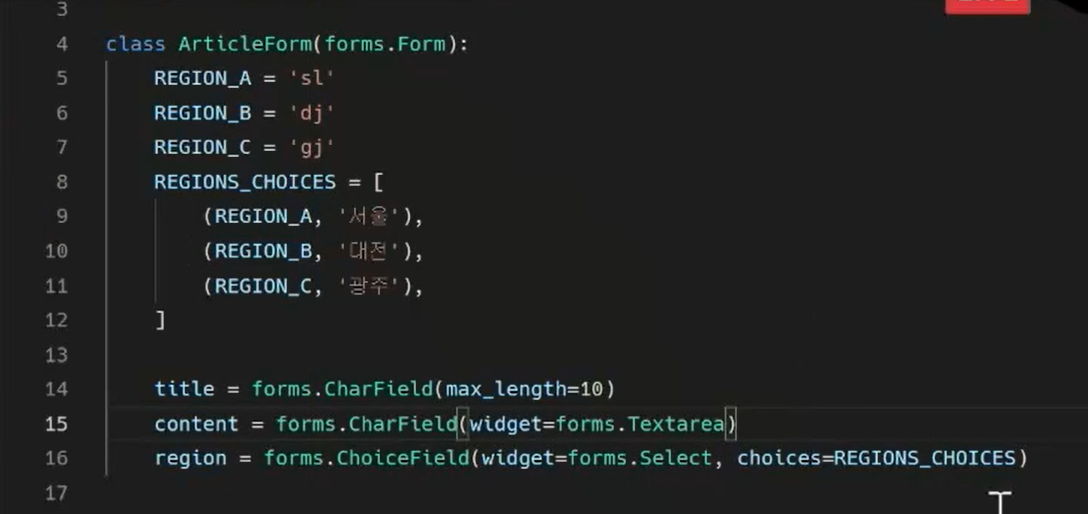 3
4 class ArticleForm(forms.Form):
5 REGION_A = 'sl'
6 REGION_B = 'dj'
7 REGION_C = 'gj'
8 REGIONS_CHOICES = [
9 (REGION_A, '서울'),
10 (REGION_B, '대전'),
11 (REGION_C, '광주'),
12 ]
13
14 title = forms.CharField(max_length=10)
15 content = forms.CharField(widget=forms.Textarea)
16 region = forms.ChoiceField(widget=forms.Select, choices=REGIONS_CHOICES)
17